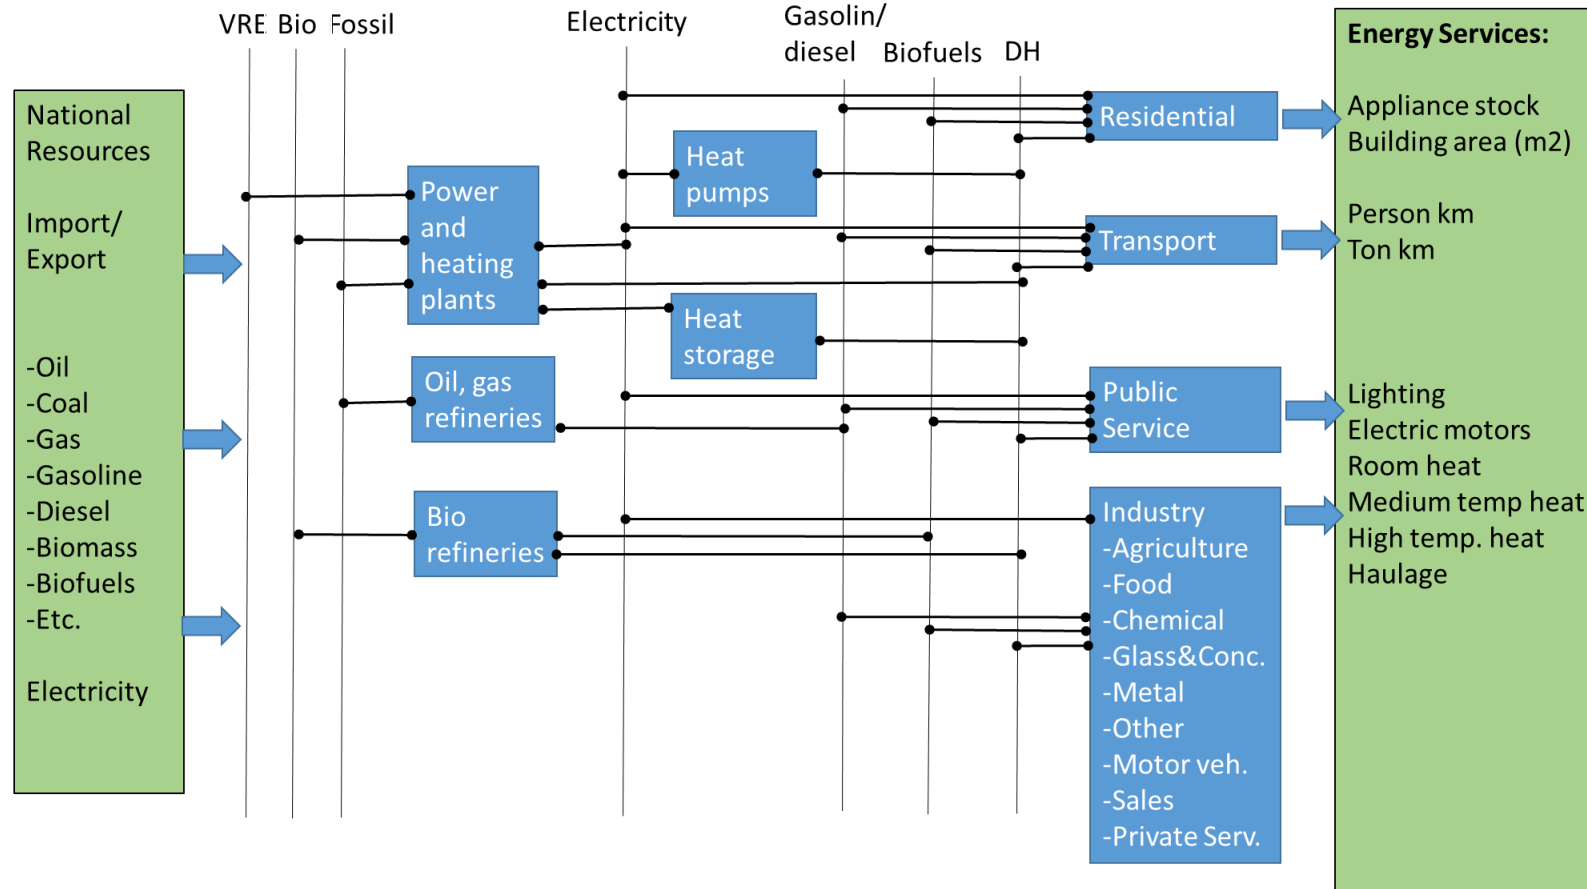 VRE
Bio
Fossil
Electricity
Gasolin/
diesel
Biofuels
DH
National
Resources
Import/
Export
-Oil
-Coal
-Gas
-Gasoline
-Diesel
-Biomass
-Biofuels
-Etc.
Electricity
Power
and
heating
plants
Oil, gas
refineries
Bio
refineries
Heat
pumps
Heat
storage
Residential
Transport
Public
Service
Industry
-Agriculture
-Food
-Chemical
-Glass&Conc.
-Metal
-Other
-Motor veh.
-Sales
-Private Serv.
Energy Services:
Appliance stock
Building area (m2)
Person km
Ton km
Lighting
Electric motors
Room heat
Medium temp heat
High temp. heat
Haulage